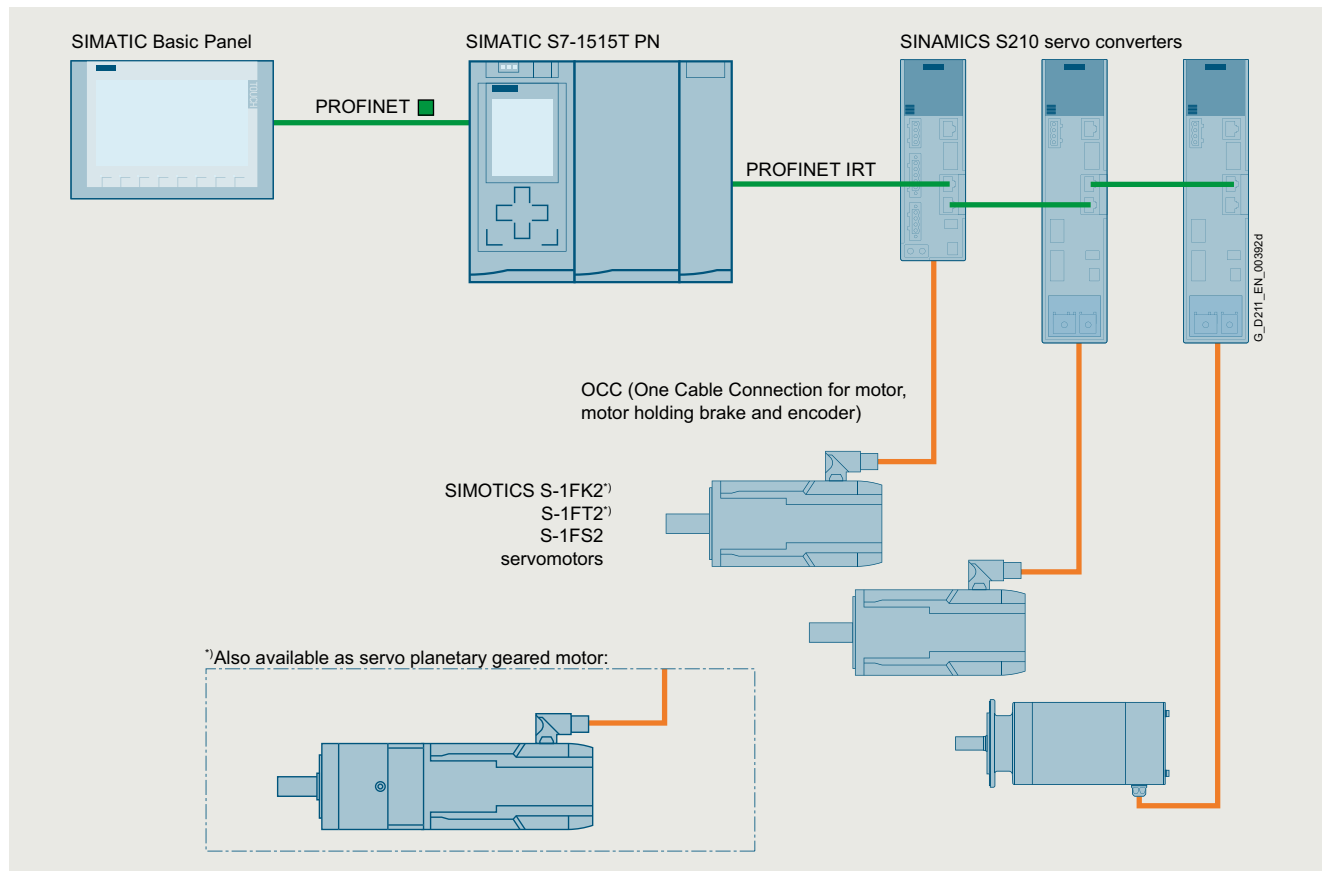 SIMATIC Basic Panel
SIMATIC S7-1515T PN
SINAMICS S210 servo converters
PROFINET
PROFINET IRT
G_D211_EN_00392d
OCC (One Cable Connection for motor,
motor holding brake and encoder)
SIMOTICS S-1FK2*)
S-1FT2*)
S-1FS2
servomotors
*)Also available as servo planetary geared motor: